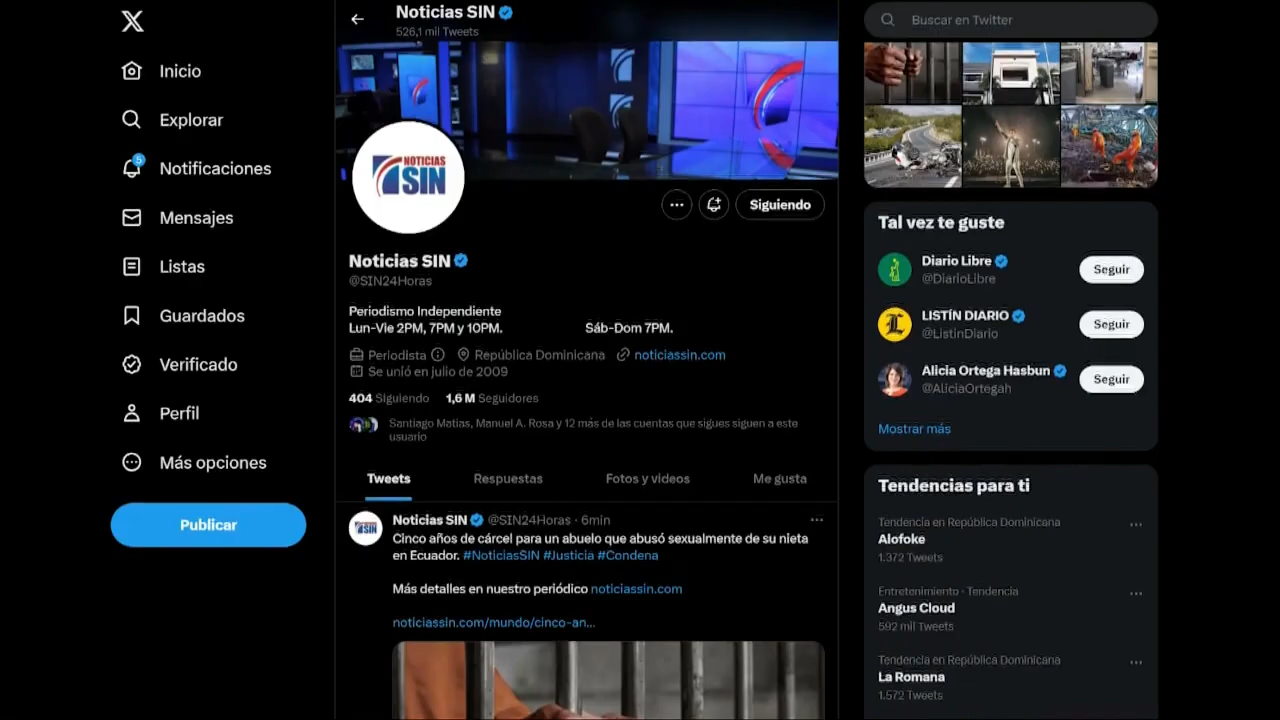 Inicio
Explorar
5
Notificaciones
Mensajes
Listas
Guardados
Verificado
Perfil
Más opciones
Publicar
Noticias SIN
526,1 mil Tweets
NOTICIAS
SIN
Siguiendo
Noticias SIN
@SIN24Horas
Periodismo Independiente
Lun-Vie 2PM, 7PM y 10PM. Sáb-Dom 7PM.
Periodista República Dominicana noticiassin.com
Se unió en julio de 2009
404 Siguiendo 1,6 M Seguidores
Santiago Matias, Manuel A. Rosa y 12 más de las cuentas que sigues siguen a este
usuario
Tweets Respuestas Fotos y videos Me gusta
NOTICIAS
SIN
Noticias SIN @SIN24Horas · 6min
Cinco años de cárcel para un abuelo que abusó sexualmente de su nieta
en Ecuador. #NoticiasSIN #Justicia #Condena
Más detalles en nuestro periódico noticiassin.com
noticiassin.com/mundo/cinco-an...
Buscar en Twitter
Tal vez te guste
Diario Libre
@DiarioLibre
Seguir
L
LISTÍN DIARIO
@ListinDiario
Seguir
Alicia Ortega Hasbun
@AliciaOrtegah
Seguir
Mostrar más
Tendencias para ti
Tendencia en República Dominicana
Alofoke
1.372 Tweets
Entretenimiento · Tendencia
Angus Cloud
592 mil Tweets
Tendencia en República Dominicana
La Romana
1.572 Tweets